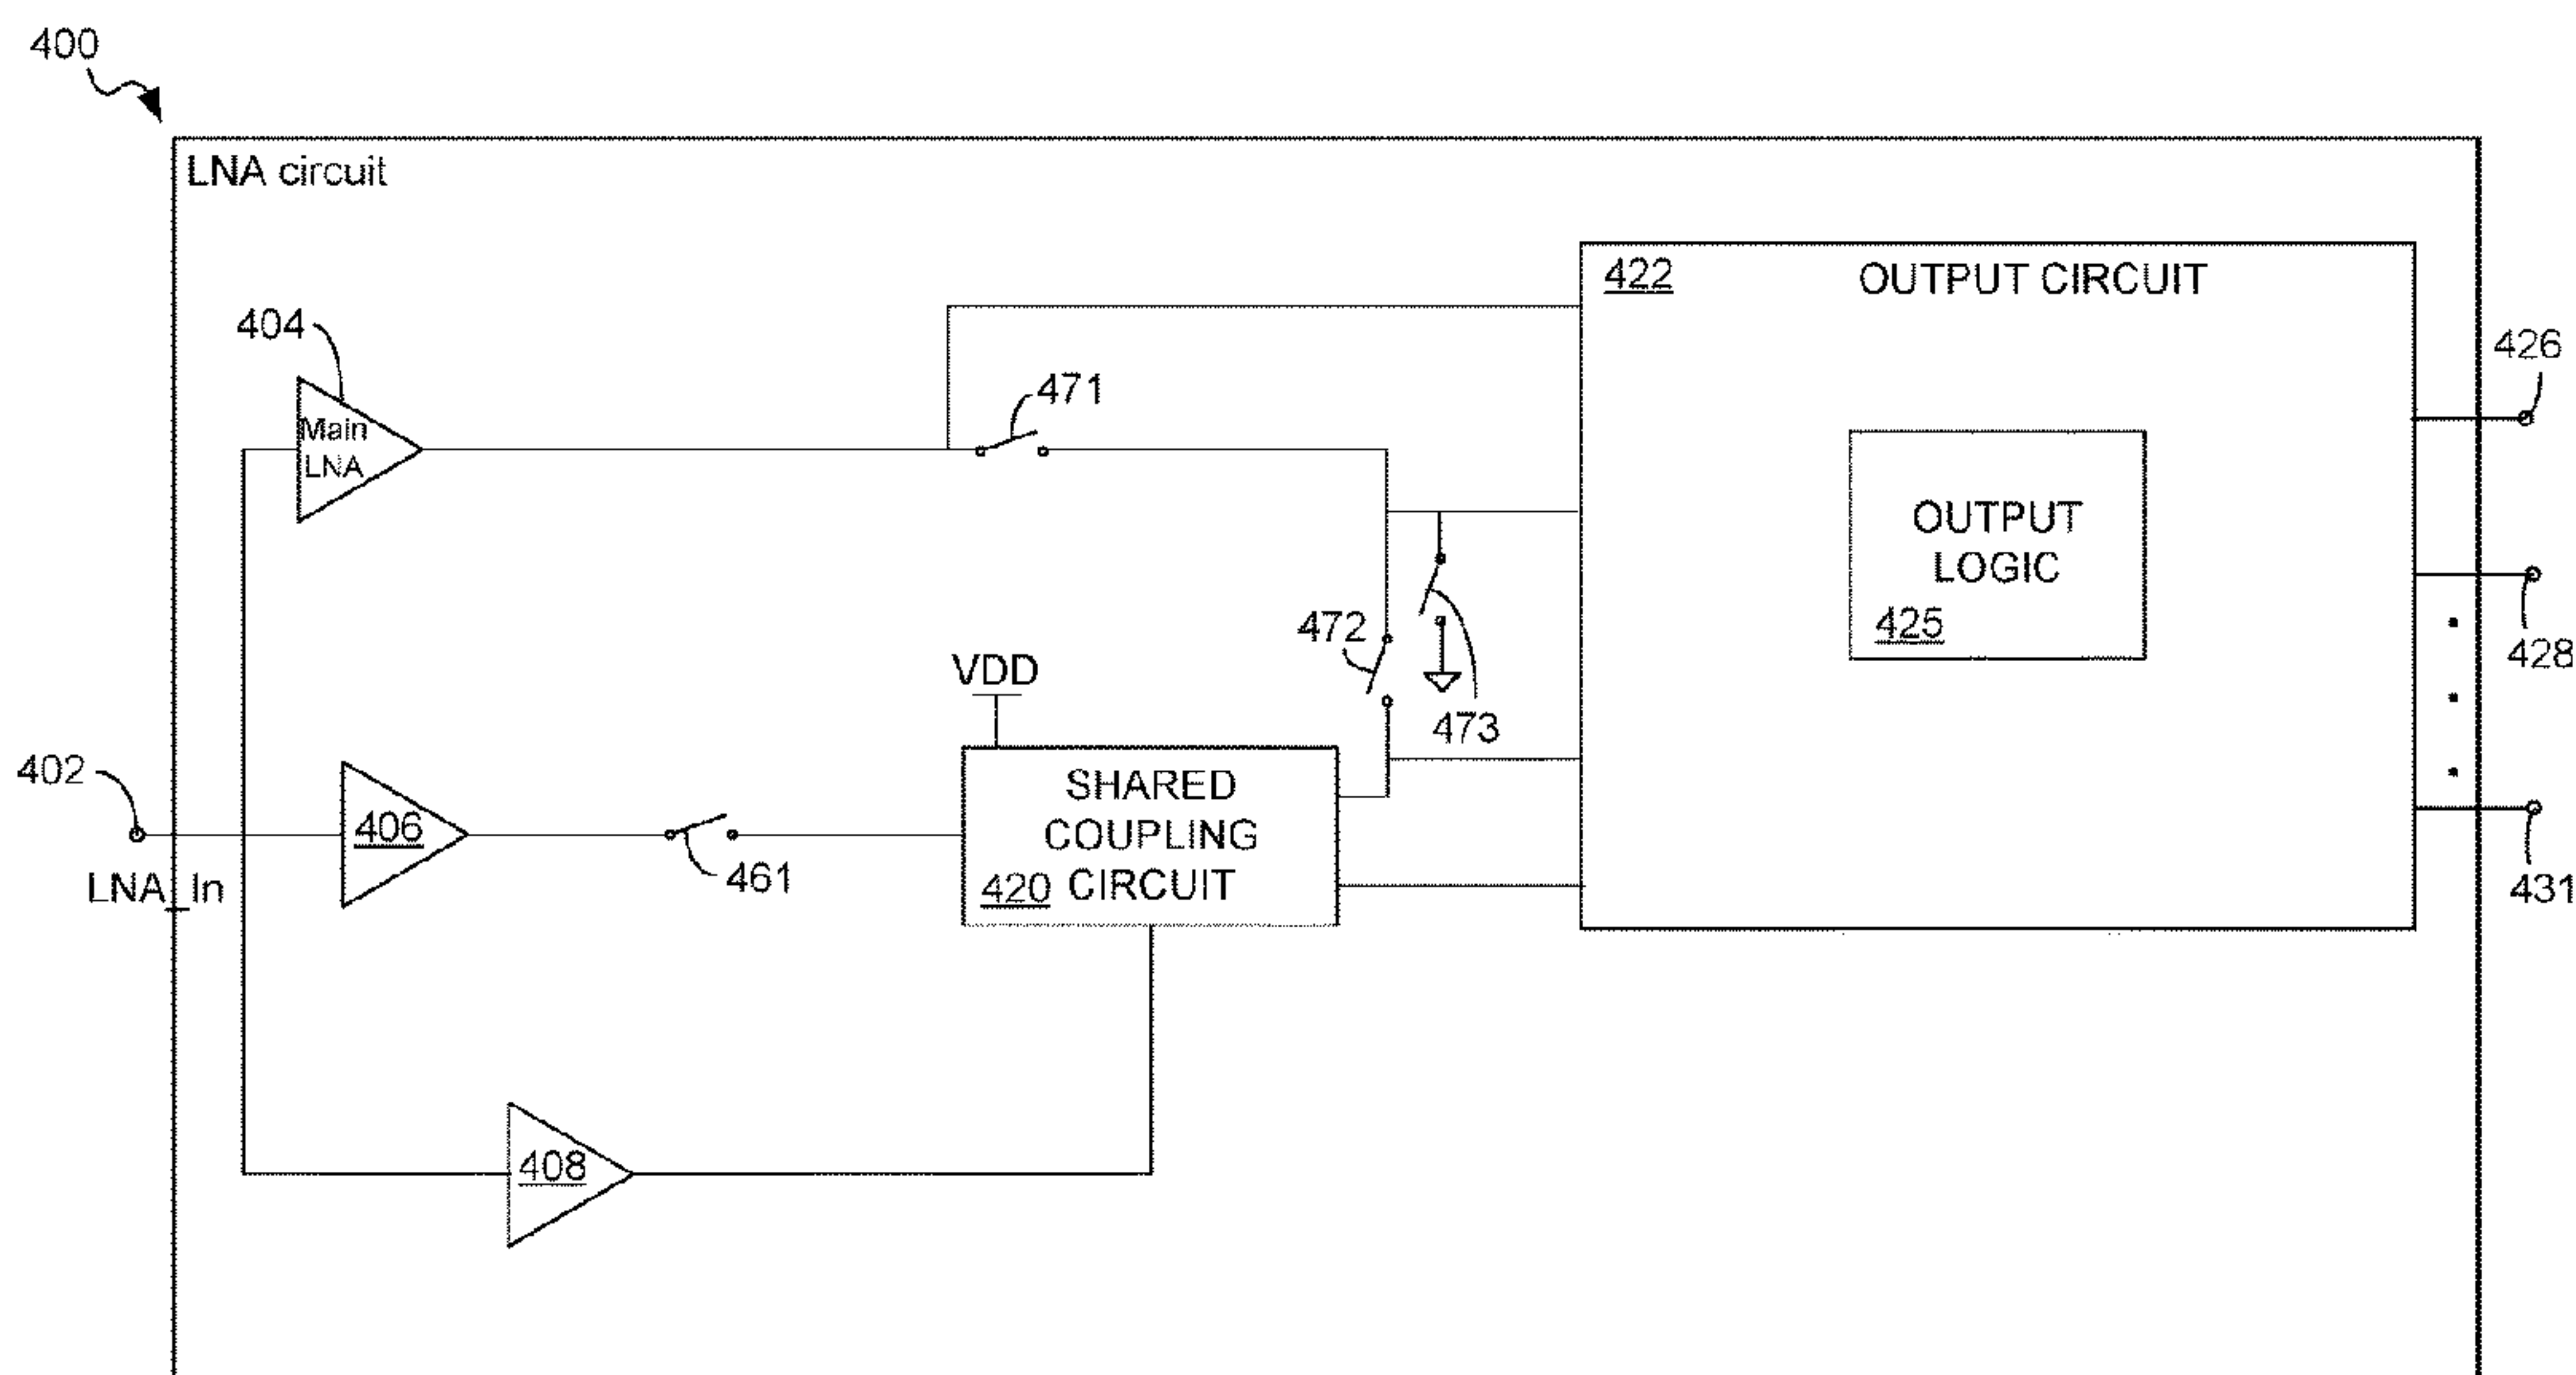 400
LNA circuit
422
OUTPUT CIRCUIT
404
426
471
Main
LNA
OUTPUT
LOGIC
425
472
428
VDD
473
402
SHARED
COUPLING
CIRCUIT
420
406
461
LNA_In
431
408